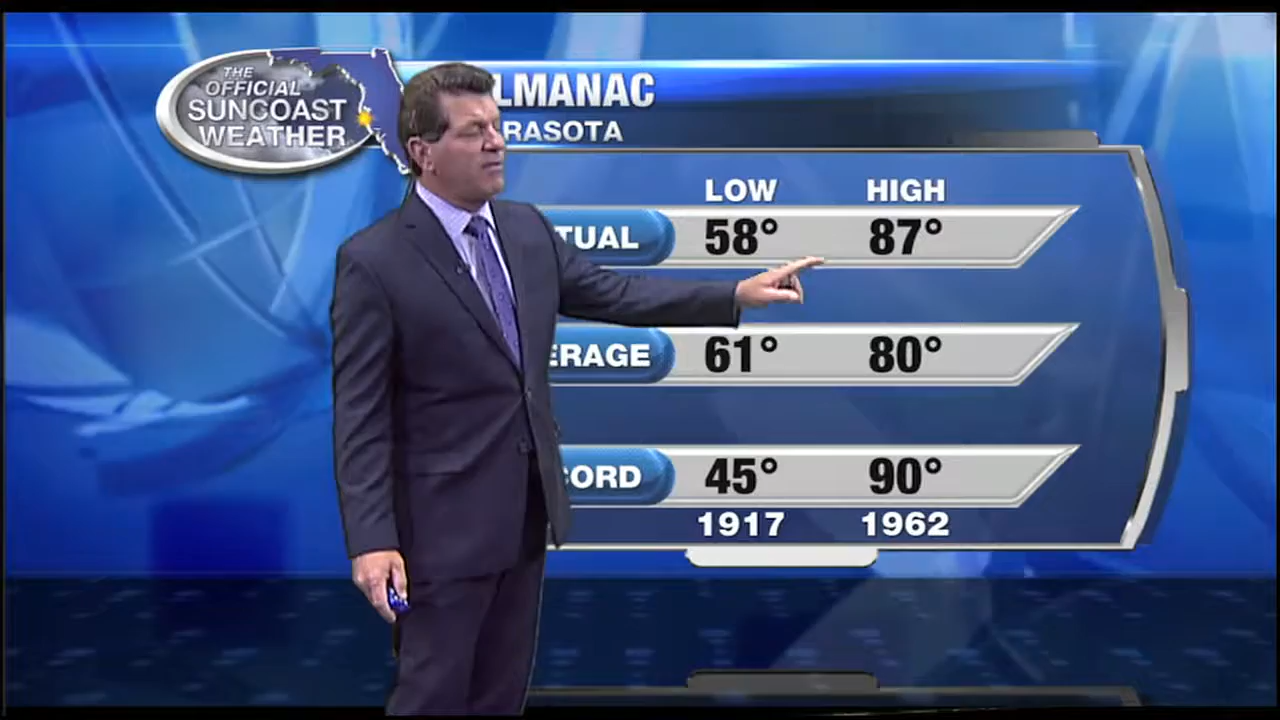 THE
OFFICIAL
SUNCOAST
WEATHER
LMANAC
RASOTA
LOW HIGH
TUAL 58° 87°
ERAGE 61° 80°
CORD 45° 90°
1917 1962